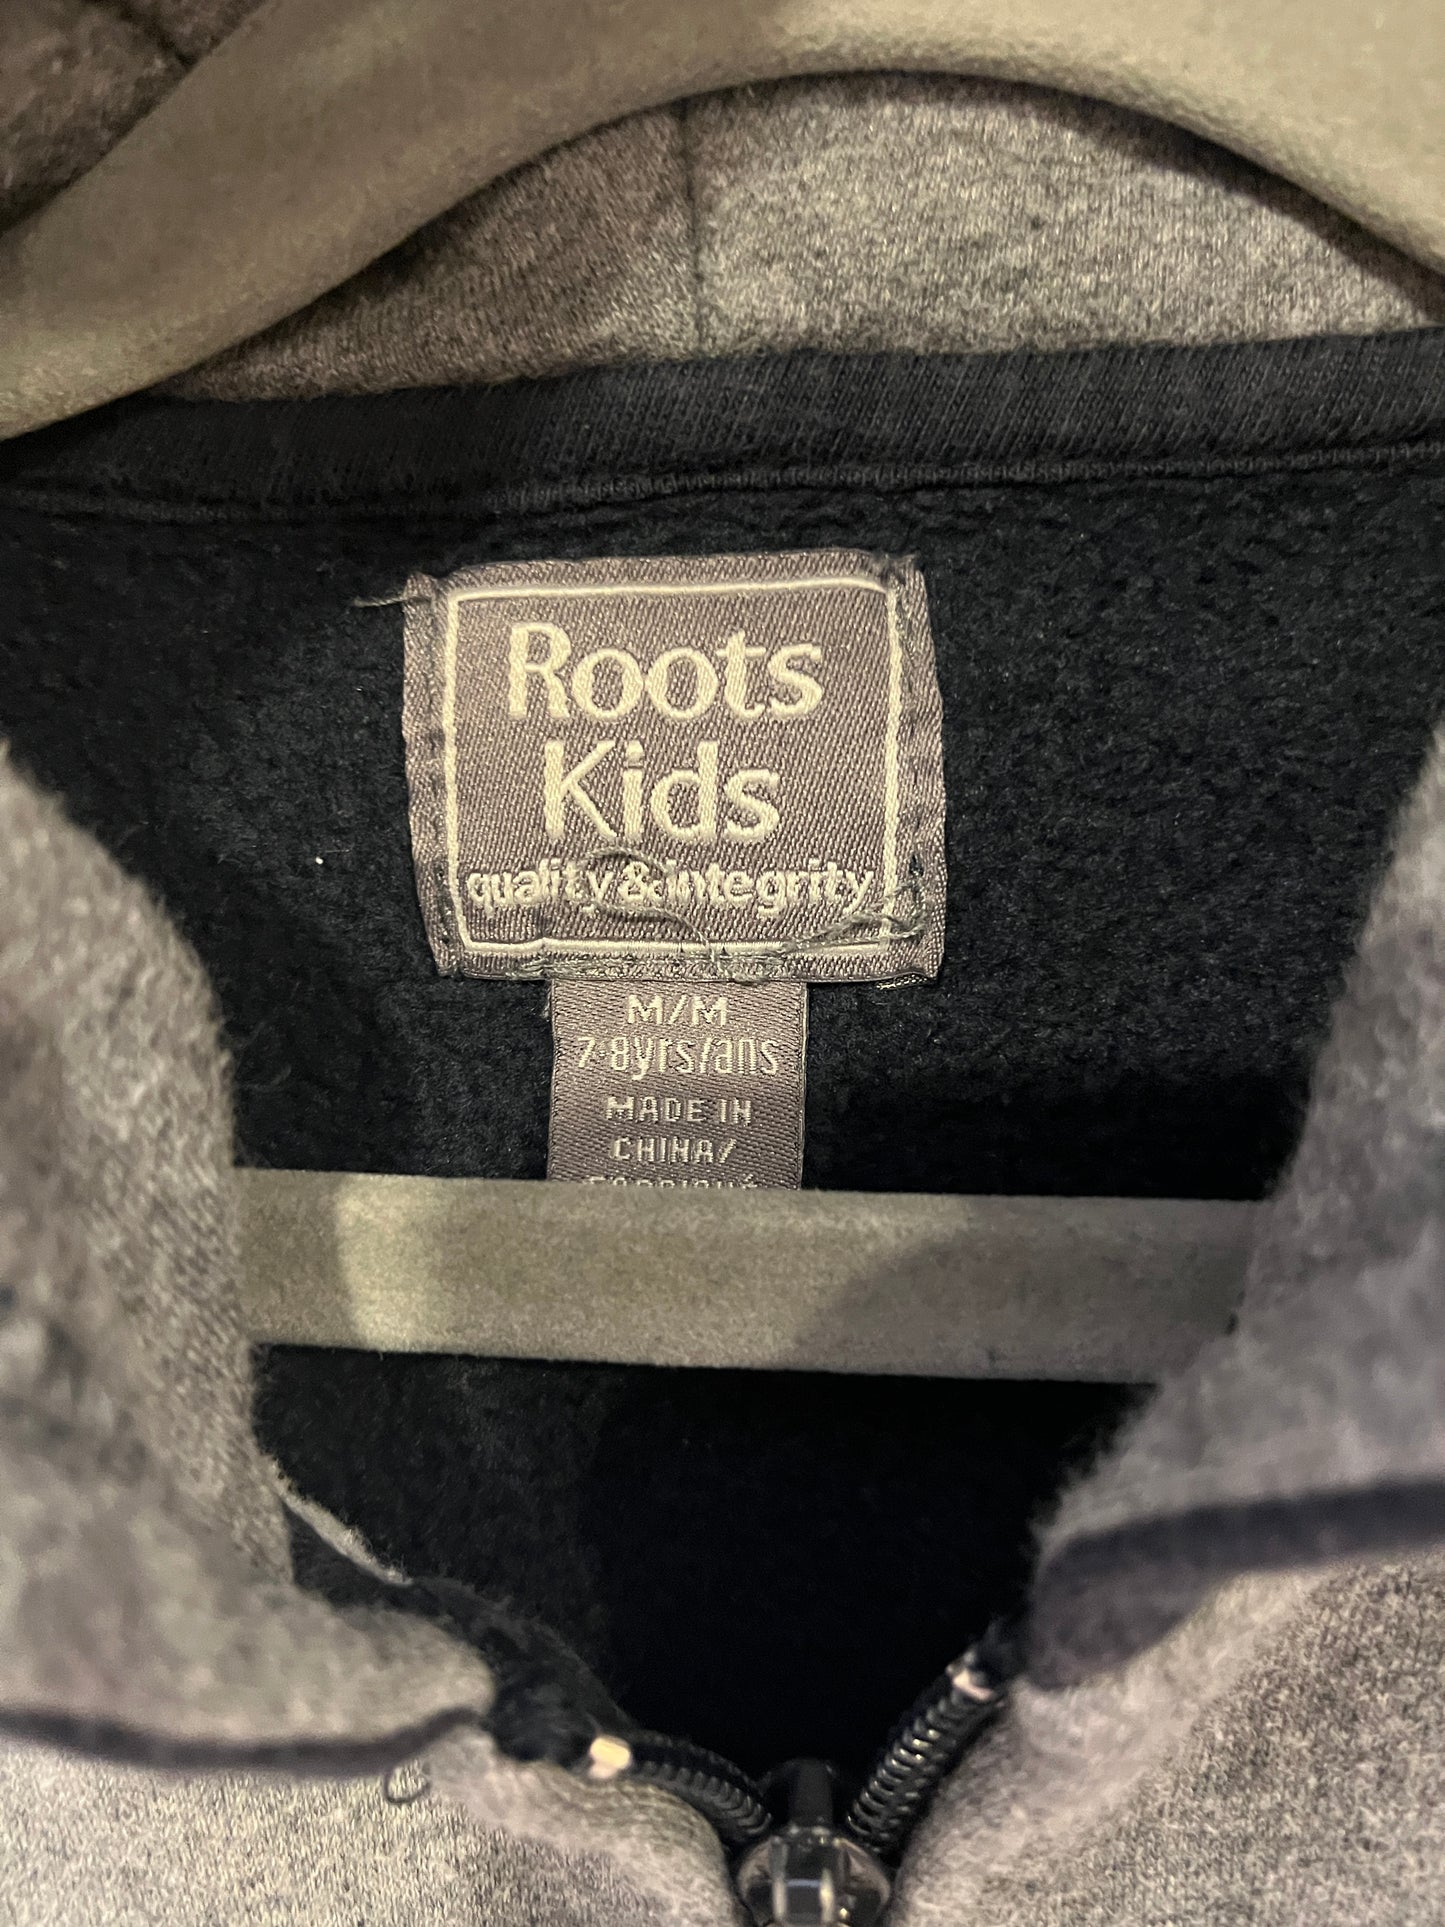 Roots
Kids
quality & integrity
M/M
7-8yrs/ans
MADE IN
CHINA/